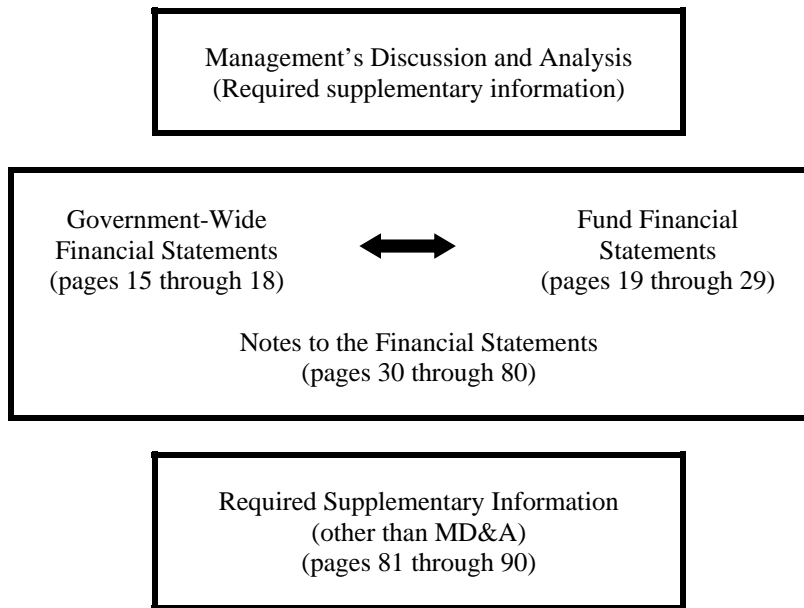 Management’s Discussion and Analysis
(Required supplementary information)
Government-Wide
Financial Statements
(pages 15 through 18)
Fund Financial
Statements
(pages 19 through 29)
Notes to the Financial Statements
(pages 30 through 80)
Required Supplementary Information
(other than MD&A)
(pages 81 through 90)